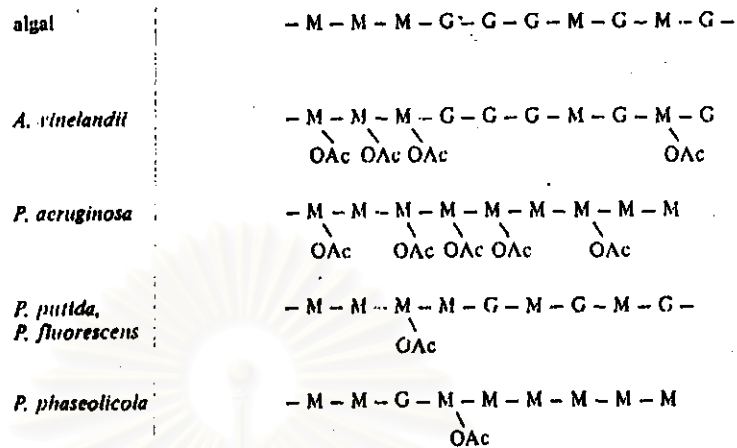 algal – M – M – M – G – G – G – M – G – M – G –
A. vinelandii – M – M – M – G – G – G – M – G – M – G
OAc OAc OAc OAc
P. aeruginosa – M – M – M – M – M – M – M – M – M
OAc OAc OAc OAc OAc
P. putida, – M – M – M – M – G – M – G – M – G –
P. fluorescens
OAc
P. phaseolicola – M – M – G – M – M – M – M – M – M
OAc